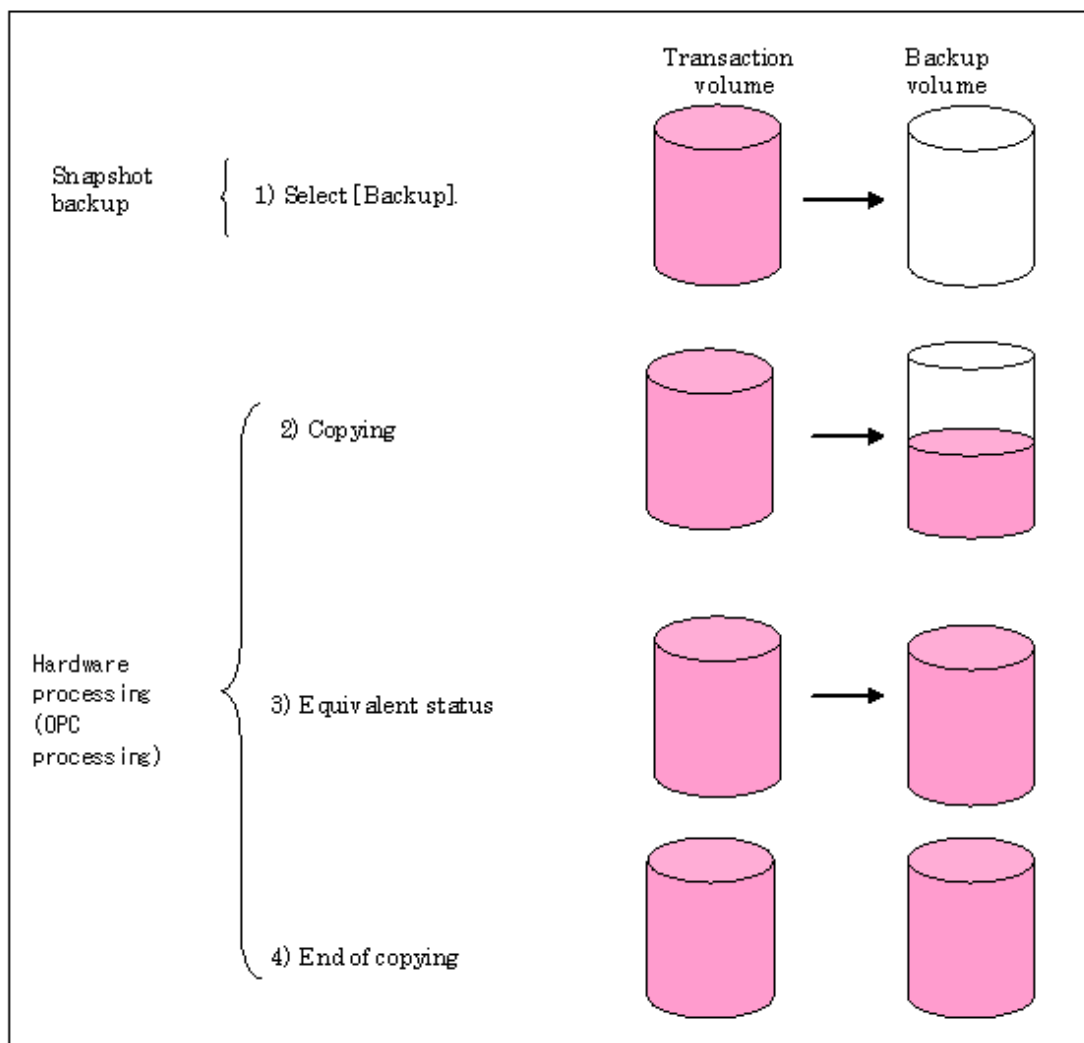 Transaction
volume
Backup
volume
Snapshot
backup
1) Select [Backup].
2) Copying
Hardware
processing
(OPC
processing)
3) Equivalent status
4) End of copying